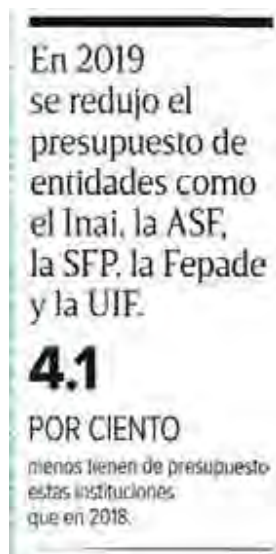 En 2019
se redujo el
presupuesto de
entidades como
el Inai, la ASF,
la SFP, la Fepade
y la UIF.
4.1
POR CIENTO
menos tienen de presupuesto
estas instituciones
que en 2018.